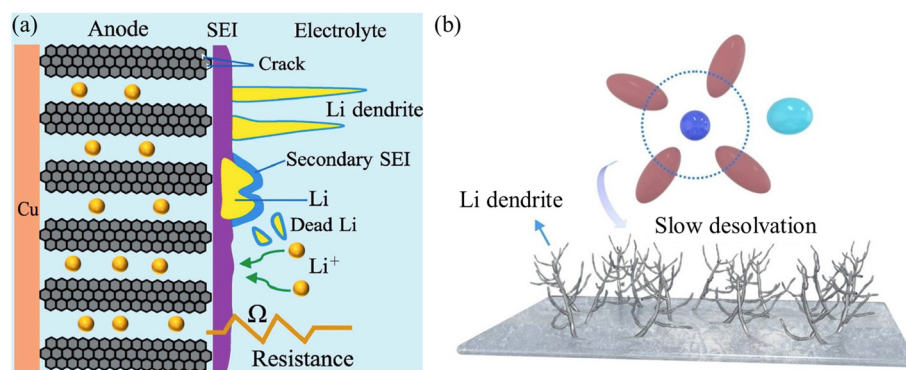 (a)
Anode
SEI
Electrolyte
Crack
Li dendrite
Secondary SEI
Li
Dead Li
Li⁺
Cu
Ω
Resistance
(b)
Li dendrite
Slow desolvation